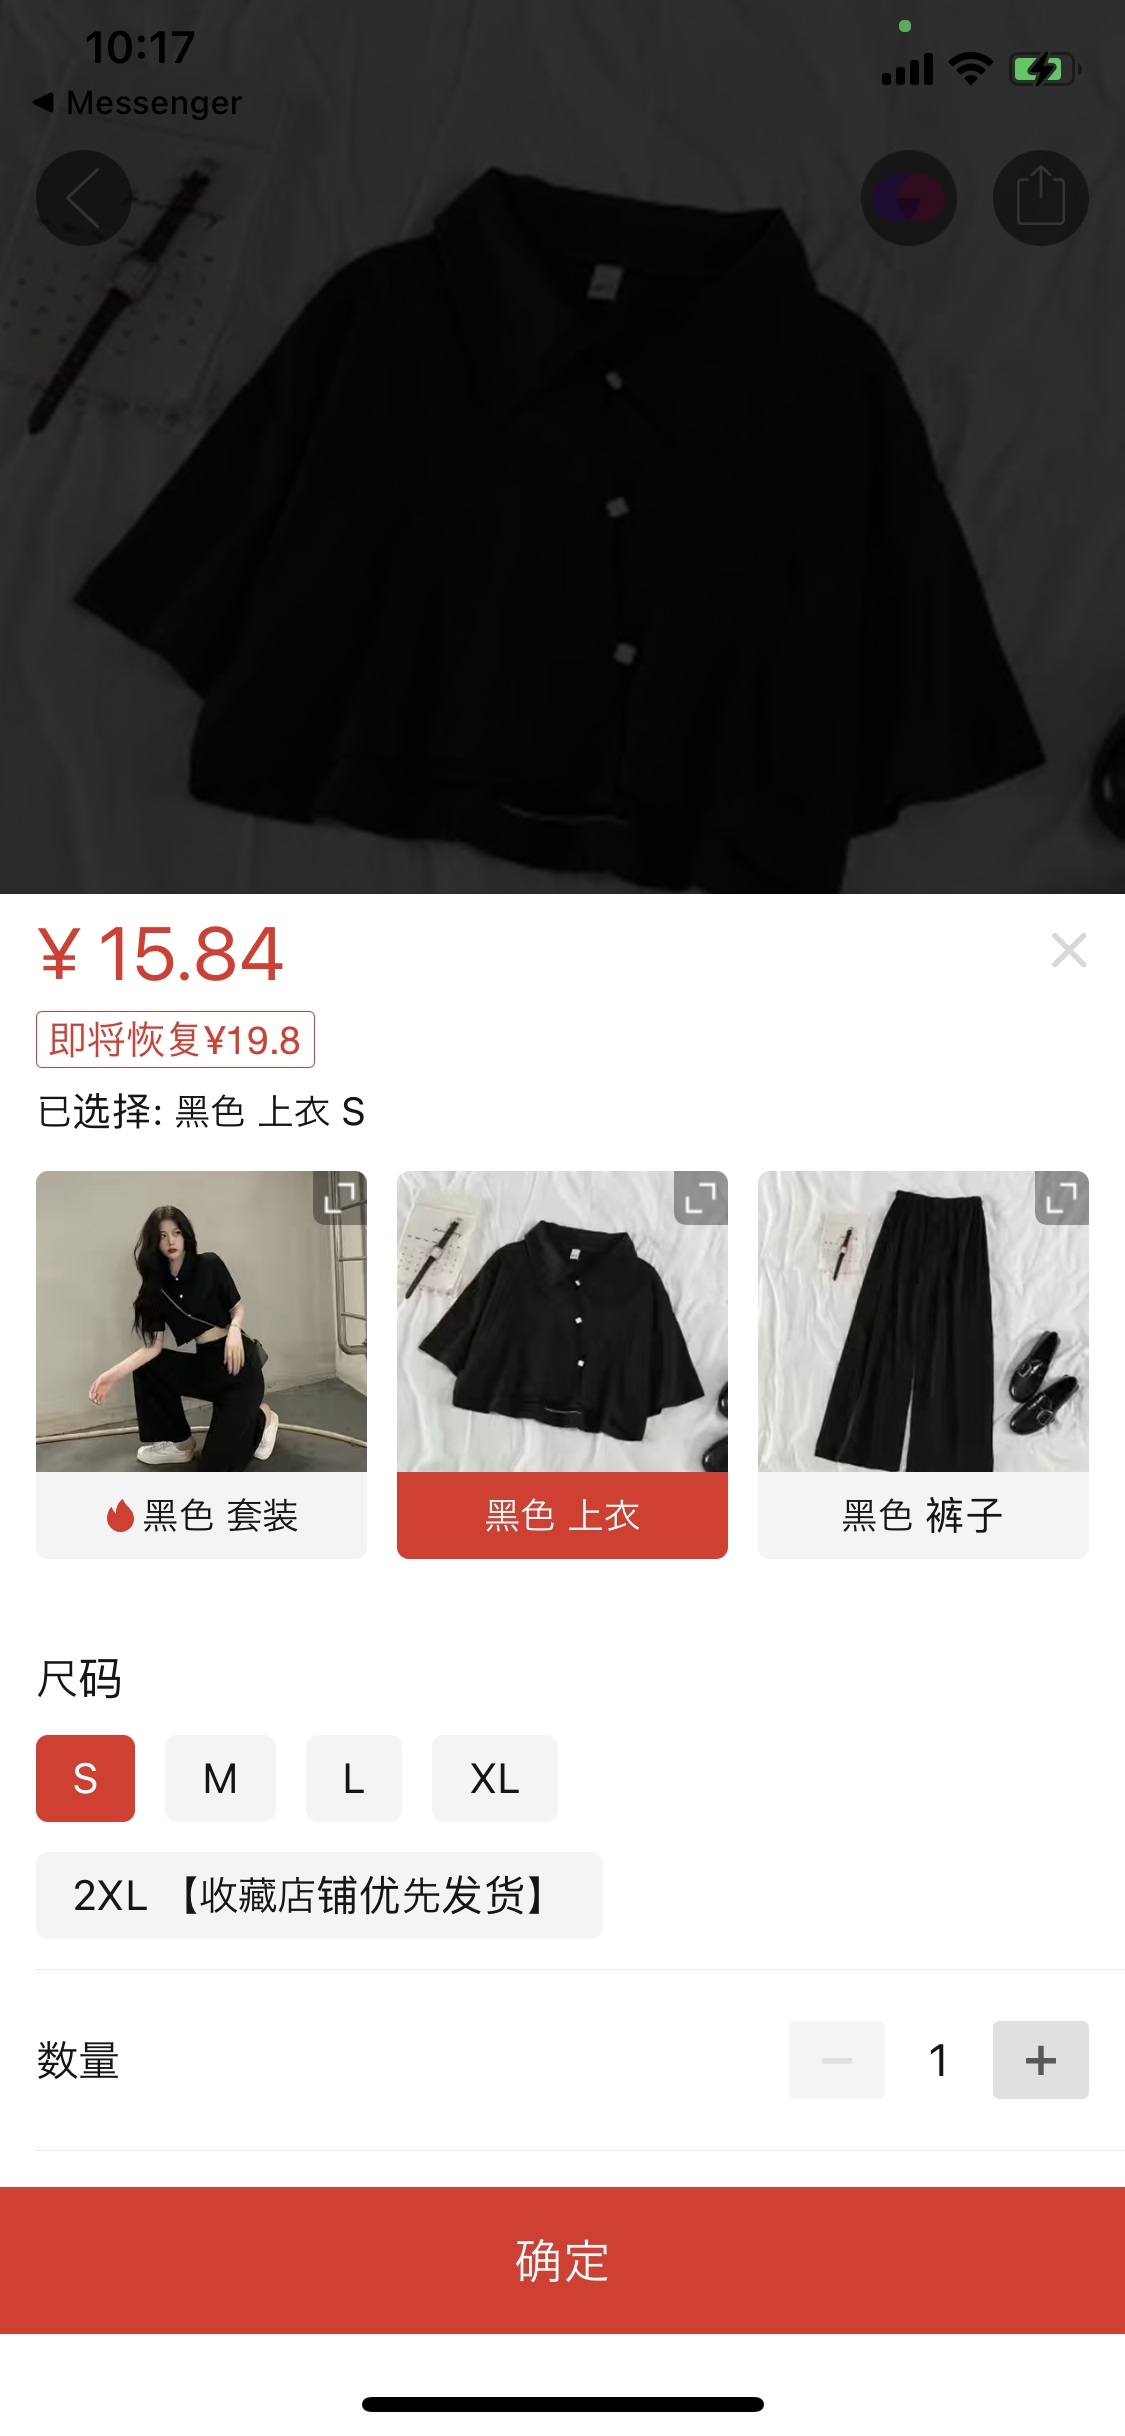 10:17
Messenger
¥ 15.84
即将恢复¥19.8
已选择: 黑色 上衣 S
黑色 套装
黑色 上衣
黑色 裤子
尺码
S
M
L
XL
2XL 【收藏店铺优先发货】
数量
1
确定